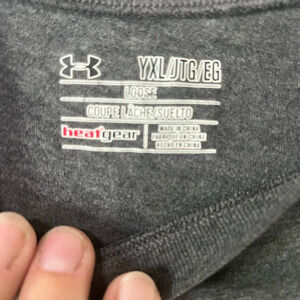 YXL/JTG/EG
LOOSE
COUPE LÂCHE/SUELTO
heatgear
MADE IN CHINA
FABRIQUÉ EN CHINE
HECHO EN CHINA